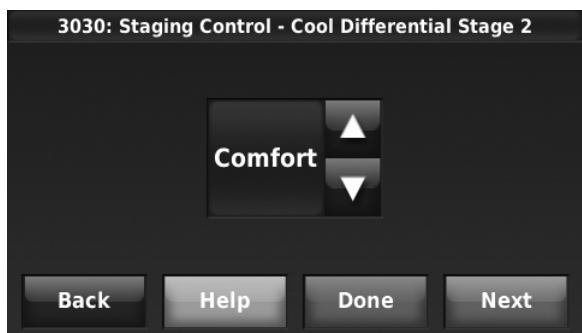 3030: Staging Control - Cool Differential Stage 2
Comfort
Back Help Done Next